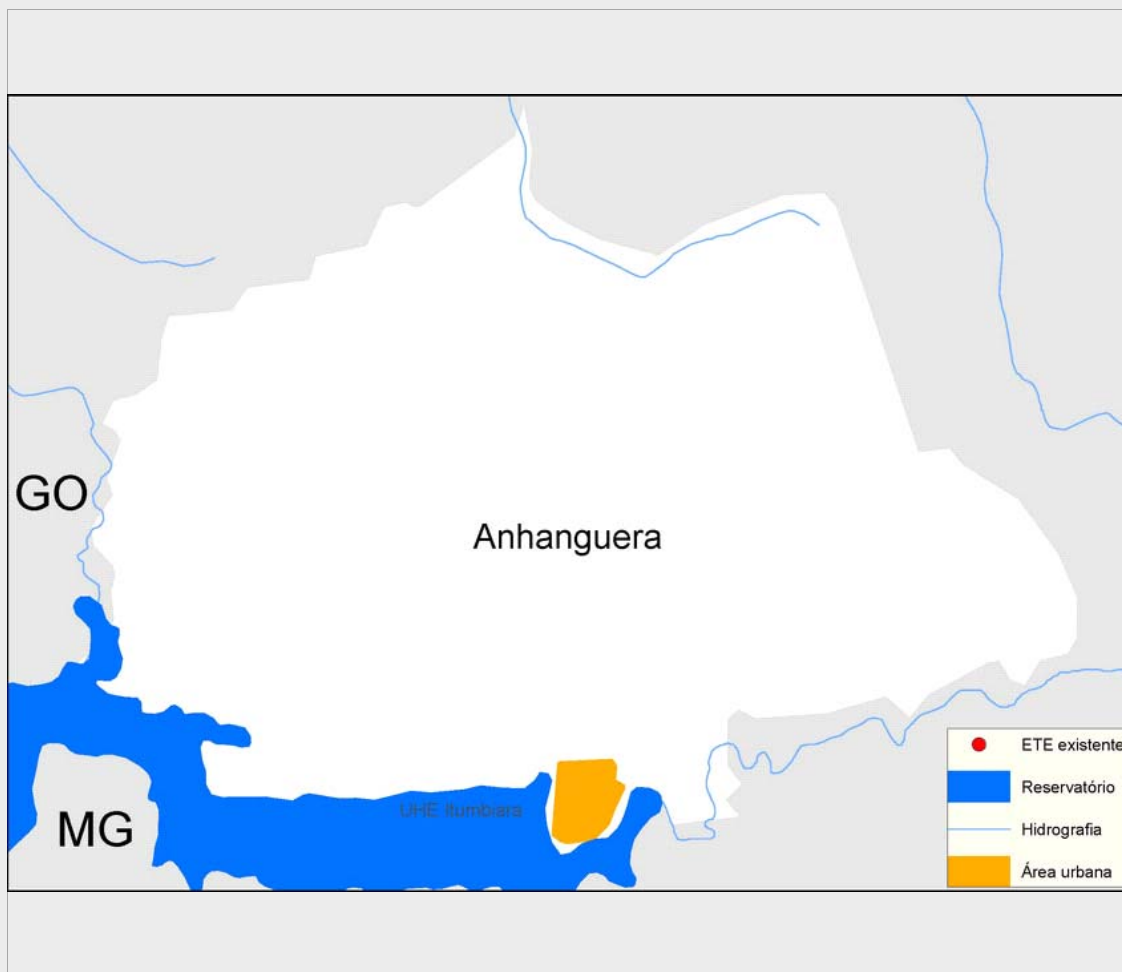 GO
Anhanguera
UHE Itumbiara
MG
ETE existente
Reservatório
Hidrografia
Área urbana